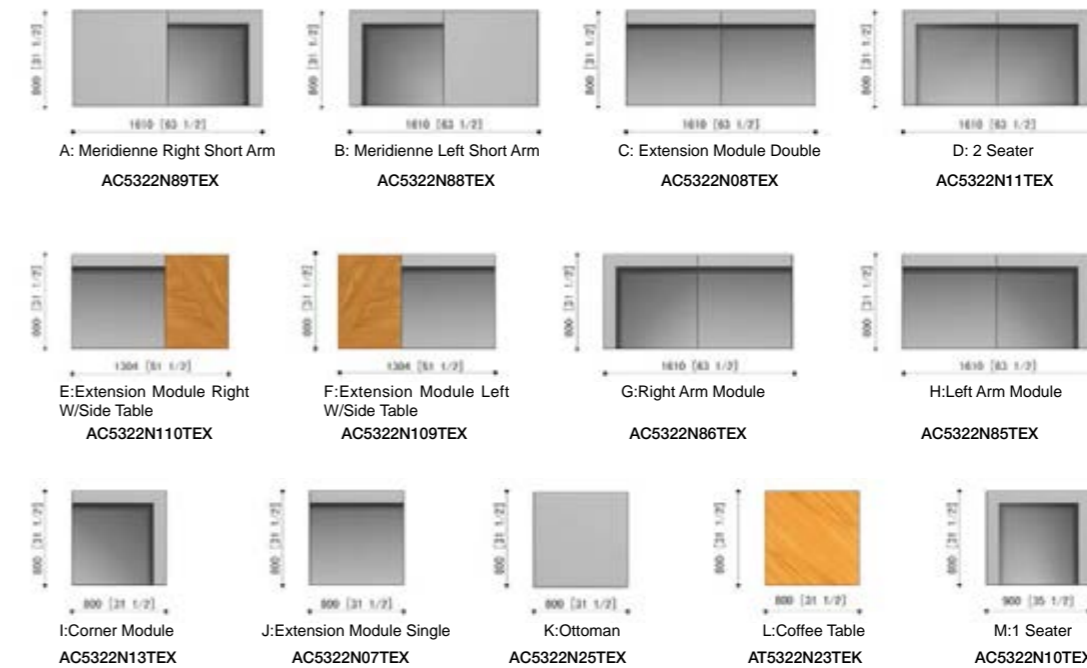 800 [31 1/2]
800 [31 1/2]
800 [31 1/2]
800 [31 1/2]
1610 [63 1/2]
1610 [63 1/2]
1610 [63 1/2]
1610 [63 1/2]
A: Meridienne Right Short Arm
B: Meridienne Left Short Arm
C: Extension Module Double
D: 2 Seater
AC5322N89TEX
AC5322N88TEX
AC5322N08TEX
AC5322N11TEX
800 [31 1/2]
800 [31 1/2]
800 [31 1/2]
800 [31 1/2]
1304 [51 1/2]
1304 [51 1/2]
1610 [63 1/2]
1610 [63 1/2]
E:Extension Module Right
W/Side Table
F:Extension Module Left
W/Side Table
G:Right Arm Module
H:Left Arm Module
AC5322N110TEX
AC5322N109TEX
AC5322N86TEX
AC5322N85TEX
800 [31 1/2]
800 [31 1/2]
800 [31 1/2]
800 [31 1/2]
800 [31 1/2]
800 [31 1/2]
800 [31 1/2]
800 [31 1/2]
800 [31 1/2]
900 [35 1/2]
I:Corner Module
J:Extension Module Single
K:Ottoman
L:Coffee Table
M:1 Seater
AC5322N13TEX
AC5322N07TEX
AC5322N25TEX
AT5322N23TEK
AC5322N10TEX